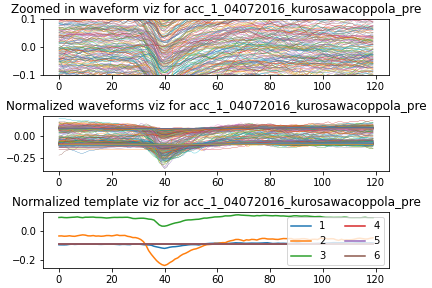 Zoomed in waveform viz for acc_1_04072016_kurosawacoppola_pre
0.1
0.0
−0.1
0 20 40 60 80 100 120
Normalized waveforms viz for acc_1_04072016_kurosawacoppola_pre
0.00
−0.25
0 20 40 60 80 100 120
Normalized template viz for acc_1_04072016_kurosawacoppola_pre
0.0
−0.2
1 4
2 5
3 6
0 20 40 60 80 100 120